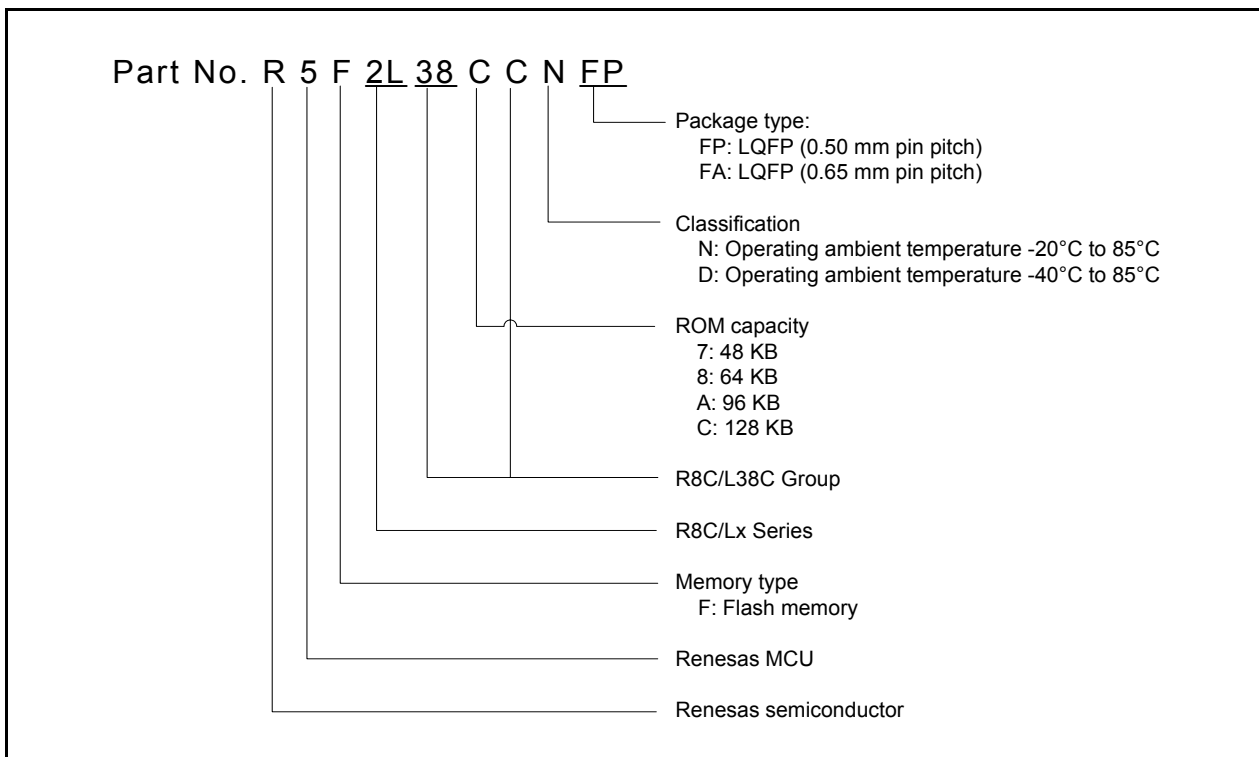 Part No. R 5 F 2L 38 C C N FP
Package type:
FP: LQFP (0.50 mm pin pitch)
FA: LQFP (0.65 mm pin pitch)
Classification
N: Operating ambient temperature -20°C to 85°C
D: Operating ambient temperature -40°C to 85°C
ROM capacity
7: 48 KB
8: 64 KB
A: 96 KB
C: 128 KB
R8C/L38C Group
R8C/Lx Series
Memory type
F: Flash memory
Renesas MCU
Renesas semiconductor